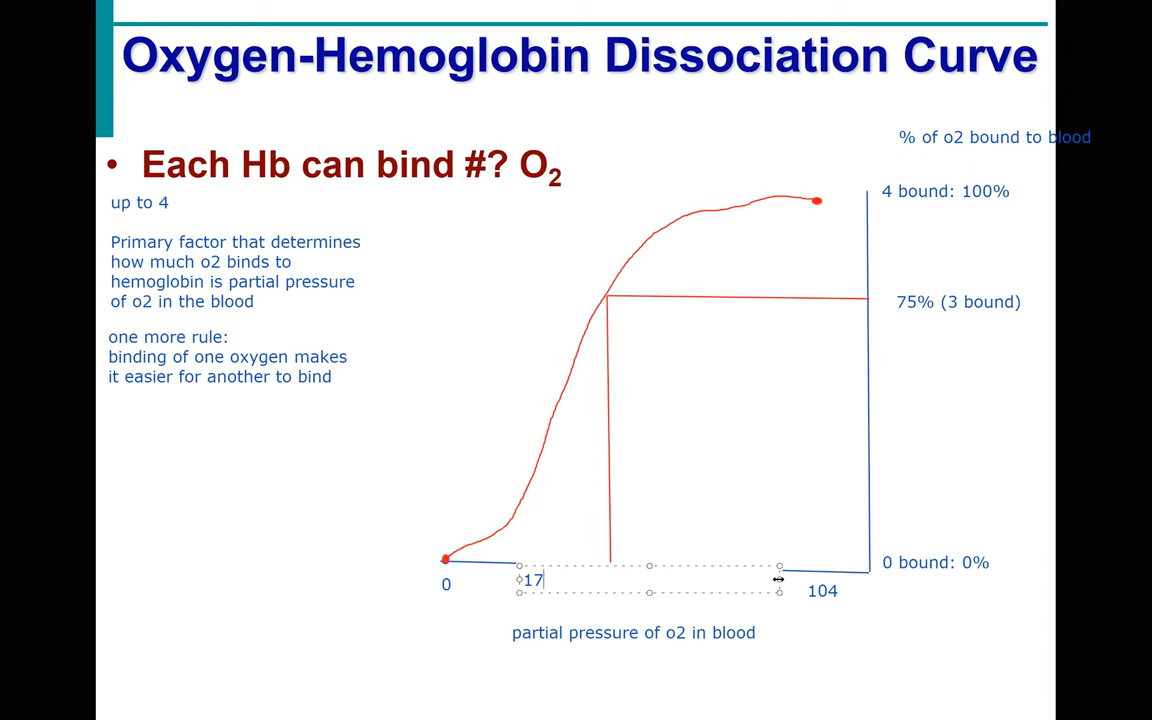 Oxygen-Hemoglobin Dissociation Curve
% of o2 bound to blood
• Each Hb can bind #? O2
up to 4
4 bound: 100%
Primary factor that determines
how much o2 binds to
hemoglobin is partial pressure
of o2 in the blood
75% (3 bound)
one more rule:
binding of one oxygen makes
it easier for another to bind
0 bound: 0%
0
17
104
partial pressure of o2 in blood